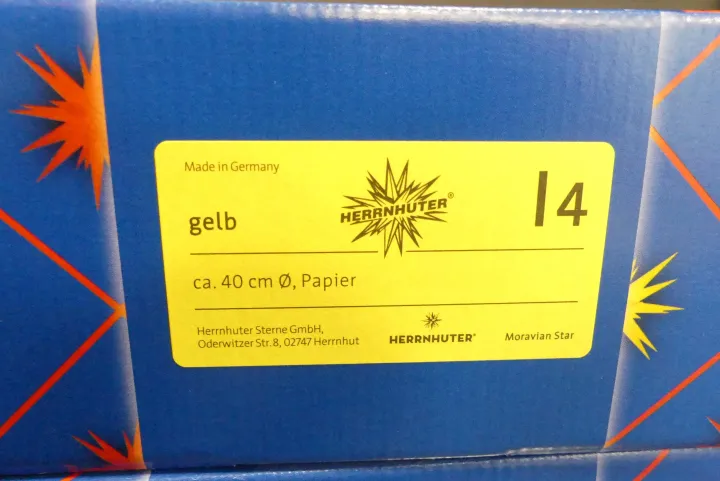 Made in Germany
HERRNHUTER®
I4
gelb
ca. 40 cm Ø, Papier
Herrnhuter Sterne GmbH,
Oderwitzer Str. 8, 02747 Herrnhut
HERRNHUTER®
Moravian Star